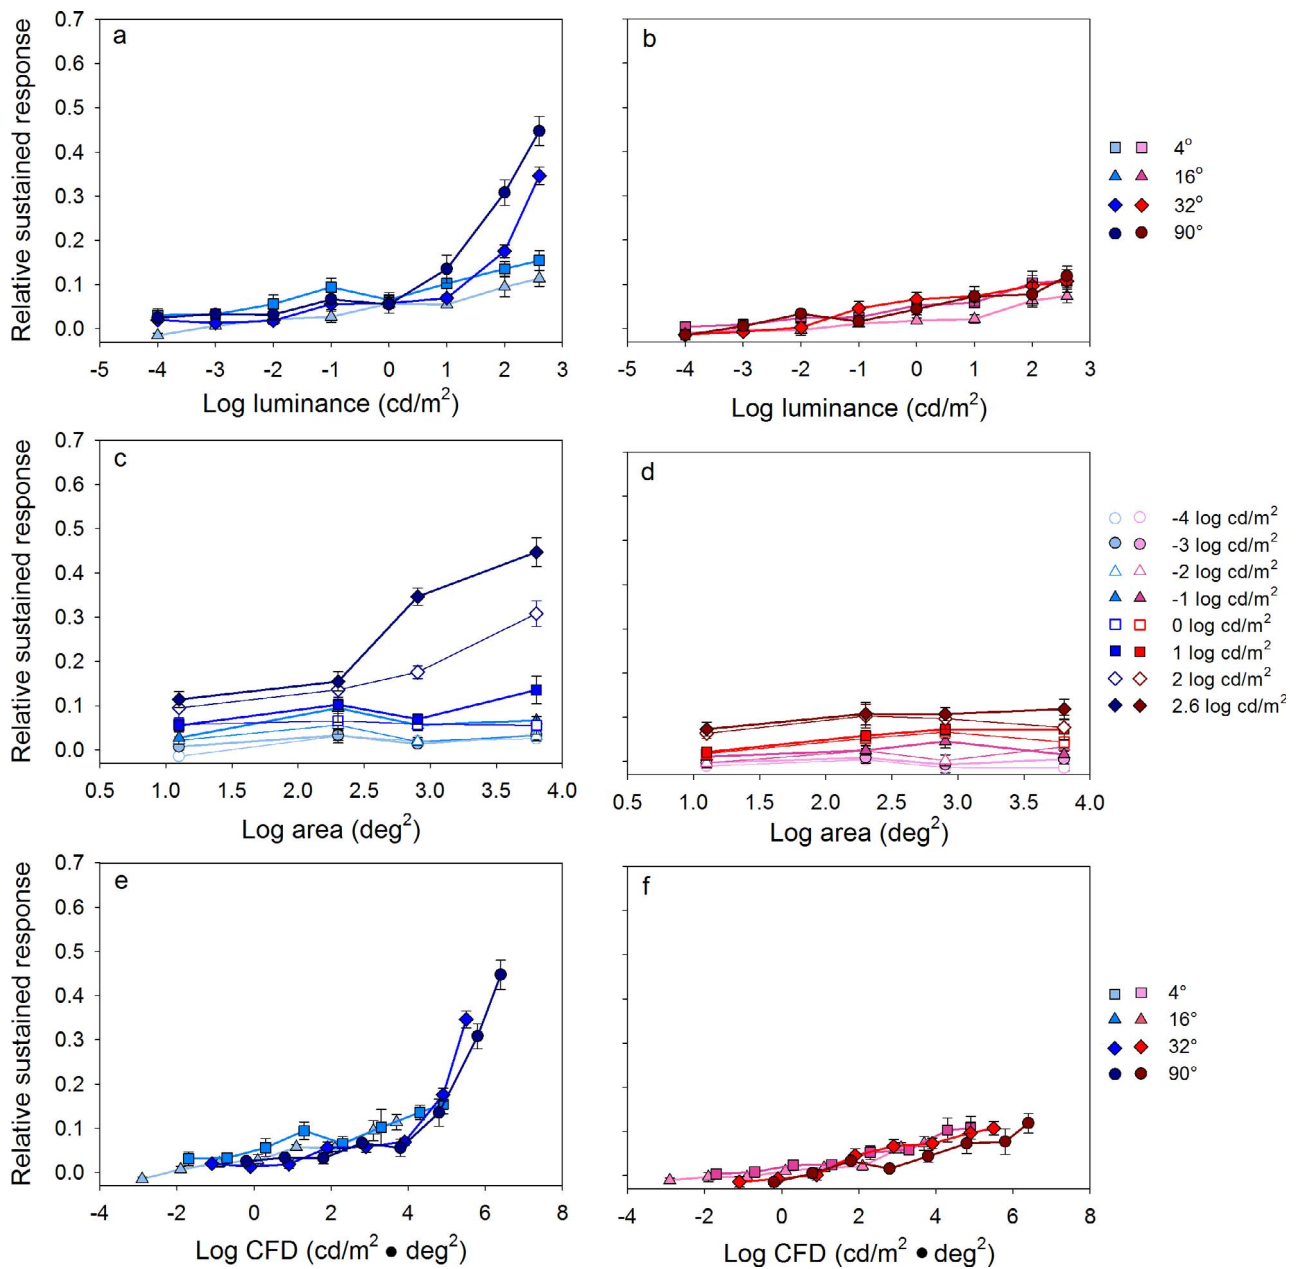 a
0.7
0.6
0.5
0.4
0.3
0.2
0.1
0.0
Relative sustained response
-5 -4 -3 -2 -1 0 1 2 3
Log luminance (cd/m²)
b
-5 -4 -3 -2 -1 0 1 2 3
Log luminance (cd/m²)
4°
16°
32°
90°
c
0.7
0.6
0.5
0.4
0.3
0.2
0.1
0.0
Relative sustained response
0.5 1.0 1.5 2.0 2.5 3.0 3.5 4.0
Log area (deg²)
d
0.5 1.0 1.5 2.0 2.5 3.0 3.5 4.0
Log area (deg²)
-4 log cd/m²
-3 log cd/m²
-2 log cd/m²
-1 log cd/m²
0 log cd/m²
1 log cd/m²
2 log cd/m²
2.6 log cd/m²
e
0.7
0.6
0.5
0.4
0.3
0.2
0.1
0.0
Relative sustained response
-4 -2 0 2 4 6 8
Log CFD (cd/m² • deg²)
f
-4 -2 0 2 4 6 8
Log CFD (cd/m² • deg²)
4°
16°
32°
90°